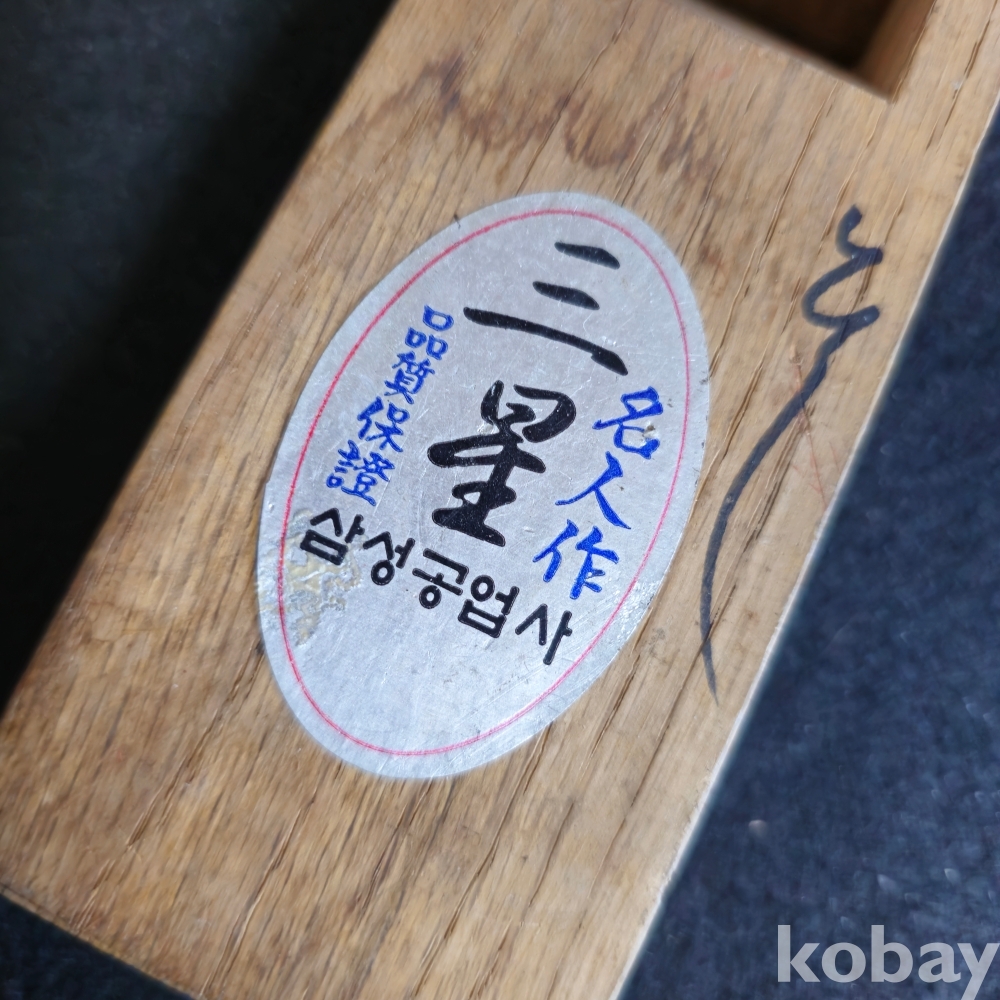 三星
名人作
品質保證
삼성공업사
kobay